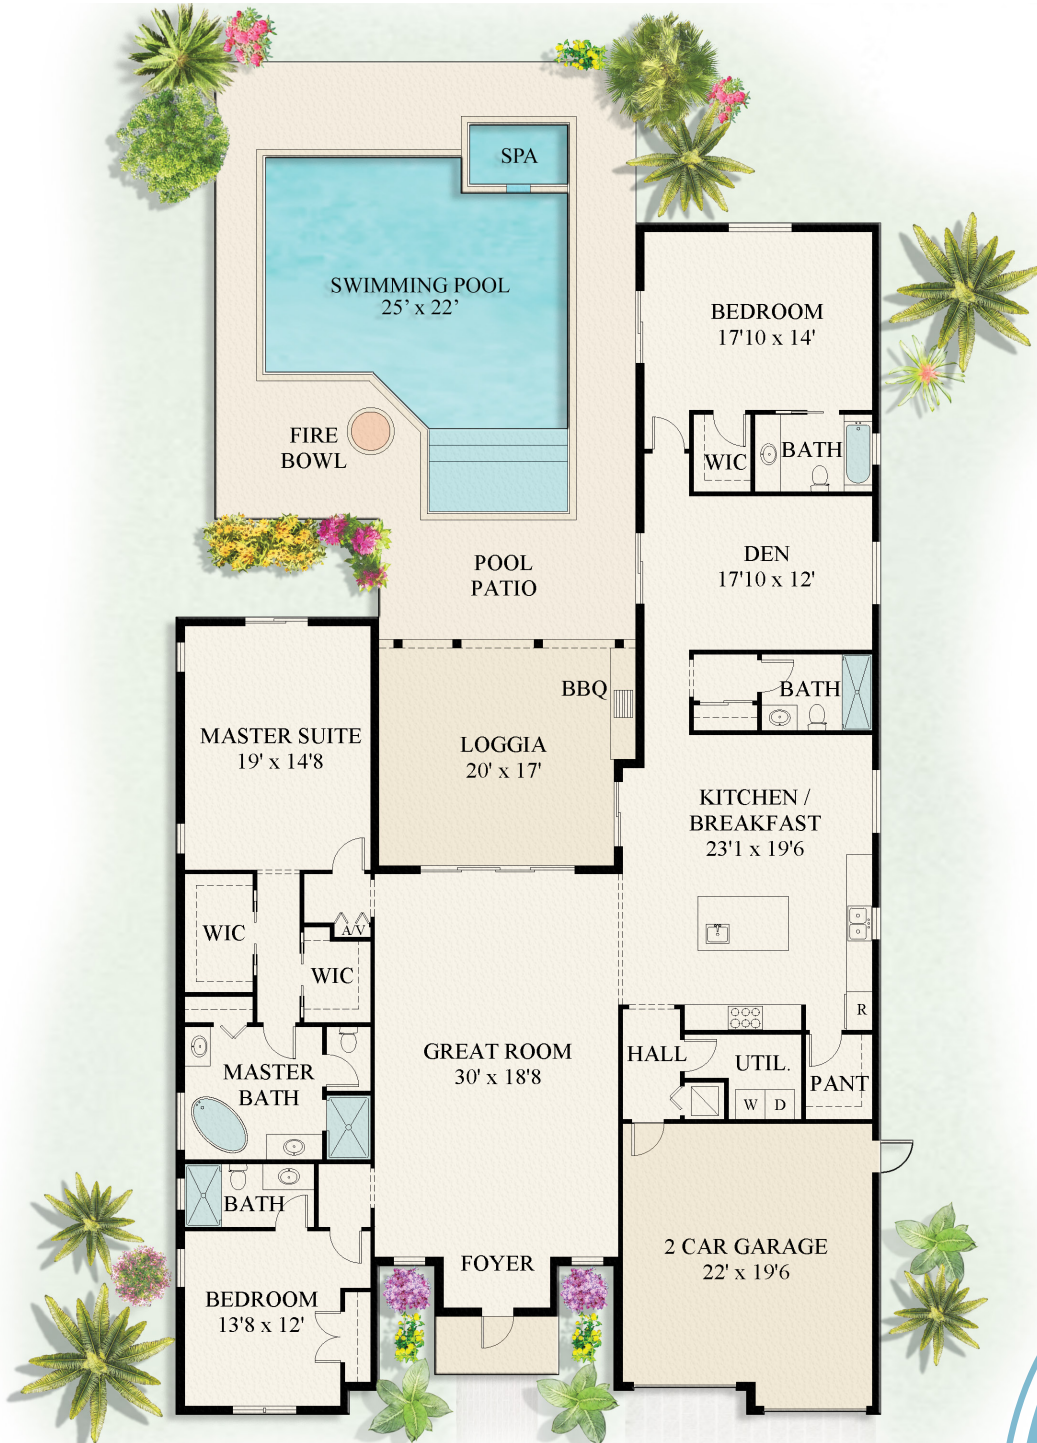 SPA
SWIMMING POOL
25' x 22'
BEDROOM
17'10 x 14'
FIRE
BOWL
WIC
BATH
POOL
PATIO
DEN
17'10 x 12'
BBQ
BATH
MASTER SUITE
19' x 14'8
LOGGIA
20' x 17'
KITCHEN /
BREAKFAST
23'1 x 19'6
WIC
A/V
WIC
R
GREAT ROOM
30' x 18'8
HALL
UTIL.
PANT
W D
MASTER
BATH
BATH
FOYER
2 CAR GARAGE
22' x 19'6
BEDROOM
13'8 x 12'